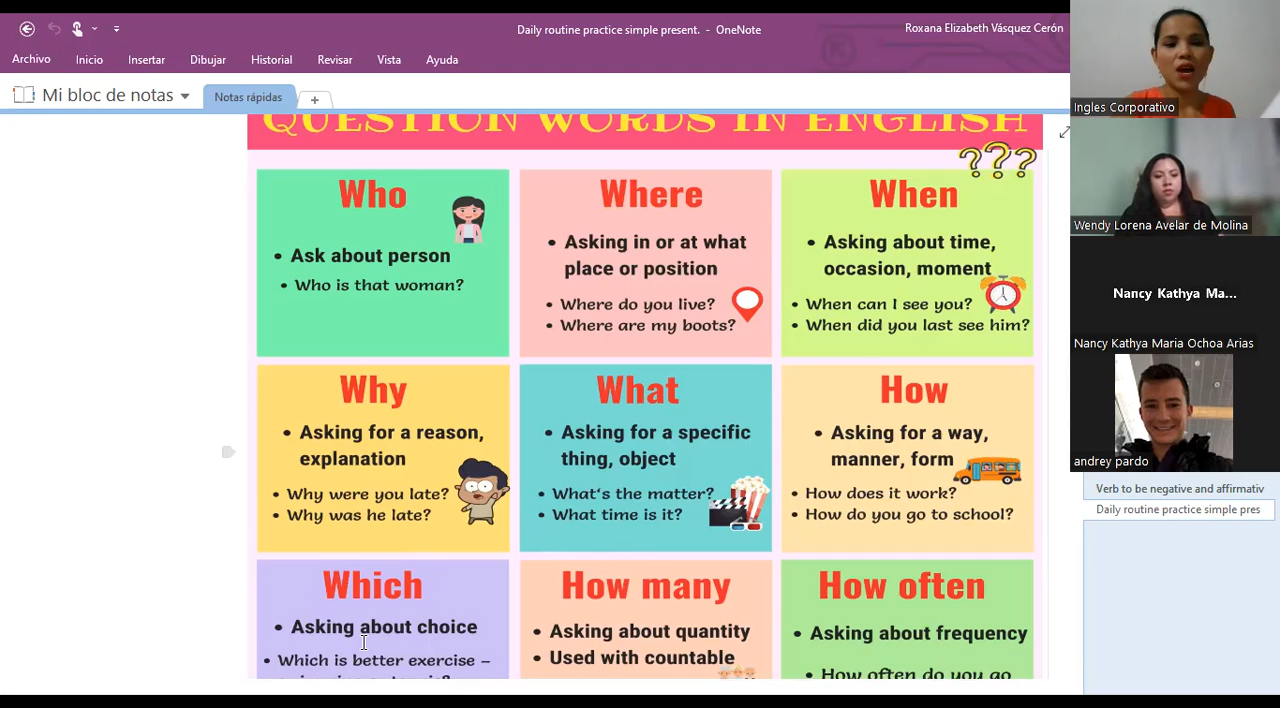 Daily routine practice simple present. - OneNote
Roxana Elizabeth Vásquez Cerón
Archivo Inicio Insertar Dibujar Historial Revisar Vista Ayuda
Mi bloc de notas
Notas rápidas
QUESTION WORDS IN ENGLISH
???
Who
• Ask about person
• Who is that woman?
Where
• Asking in or at what
place or position
• Where do you live?
• Where are my boots?
When
• Asking about time,
occasion, moment
• When can I see you?
• When did you last see him?
Why
• Asking for a reason,
explanation
• Why were you late?
• Why was he late?
What
• Asking for a specific
thing, object
• What's the matter?
• What time is it?
How
• Asking for a way,
manner, form
• How does it work?
• How do you go to school?
Which
• Asking about choice
• Which is better exercise –
How many
• Asking about quantity
• Used with countable
How often
• Asking about frequency
• How often do you go
Ingles Corporativo
Wendy Lorena Avelar de Molina
Nancy Kathya Ma...
Nancy Kathya Maria Ochoa Arias
andrey pardo
Verb to be negative and affirmativ
Daily routine practice simple pres